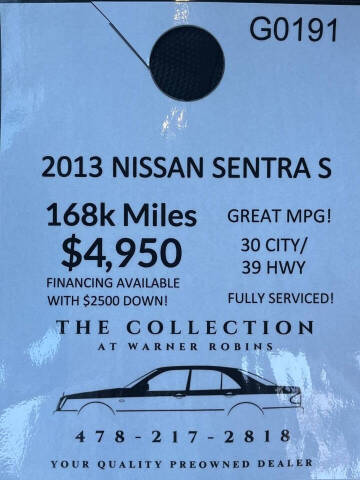 G0191
2013 NISSAN SENTRA S
168k Miles
$4,950
FINANCING AVAILABLE
WITH $2500 DOWN!
GREAT MPG!
30 CITY/
39 HWY
FULLY SERVICED!
THE COLLECTION
AT WARNER ROBINS
478-217-2818
YOUR QUALITY PREOWNED DEALER